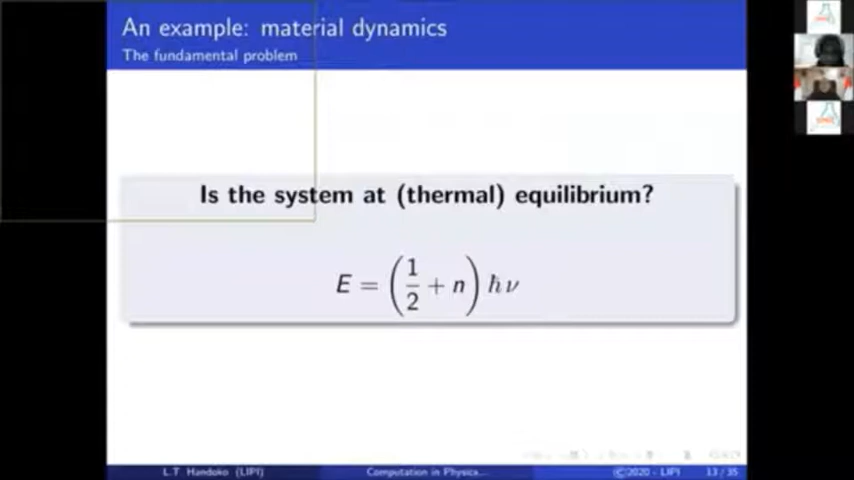 An example: material dynamics
The fundamental problem
Is the system at (thermal) equilibrium?
E = (1/2 + n) ħν
L.T Handoko (LIPI) Computation in Physics... ©2020 - LIPI 13 / 35